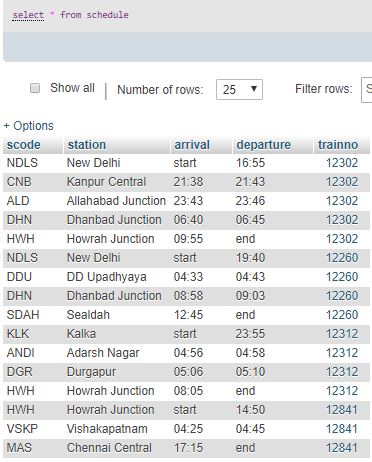 select * from schedule
Show all | Number of rows: 25 Filter rows: S
+ Options
scode station arrival departure trainno
NDLS New Delhi start 16:55 12302
CNB Kanpur Central 21:38 21:43 12302
ALD Allahabad Junction 23:43 23:46 12302
DHN Dhanbad Junction 06:40 06:45 12302
HWH Howrah Junction 09:55 end 12302
NDLS New Delhi start 19:40 12260
DDU DD Upadhyaya 04:33 04:43 12260
DHN Dhanbad Junction 08:58 09:03 12260
SDAH Sealdah 12:45 end 12260
KLK Kalka start 23:55 12312
ANDI Adarsh Nagar 04:56 04:58 12312
DGR Durgapur 05:06 05:10 12312
HWH Howrah Junction 08:05 end 12312
HWH Howrah Junction start 14:50 12841
VSKP Vishakapatnam 04:25 04:45 12841
MAS Chennai Central 17:15 end 12841